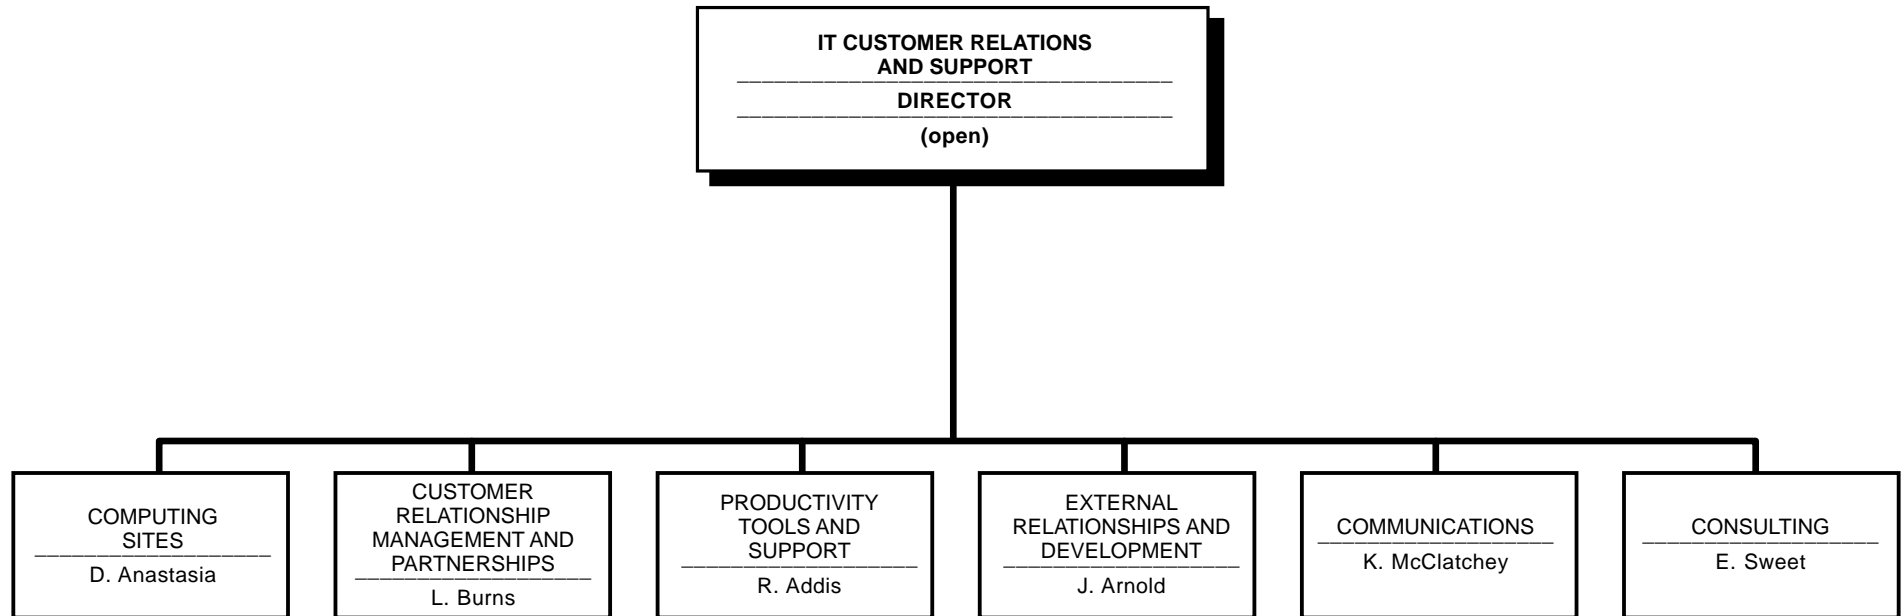 IT CUSTOMER RELATIONS
AND SUPPORT
DIRECTOR
(open)
COMPUTING
SITES
D. Anastasia
CUSTOMER
RELATIONSHIP
MANAGEMENT AND
PARTNERSHIPS
L. Burns
PRODUCTIVITY
TOOLS AND
SUPPORT
R. Addis
EXTERNAL
RELATIONSHIPS AND
DEVELOPMENT
J. Arnold
COMMUNICATIONS
K. McClatchey
CONSULTING
E. Sweet